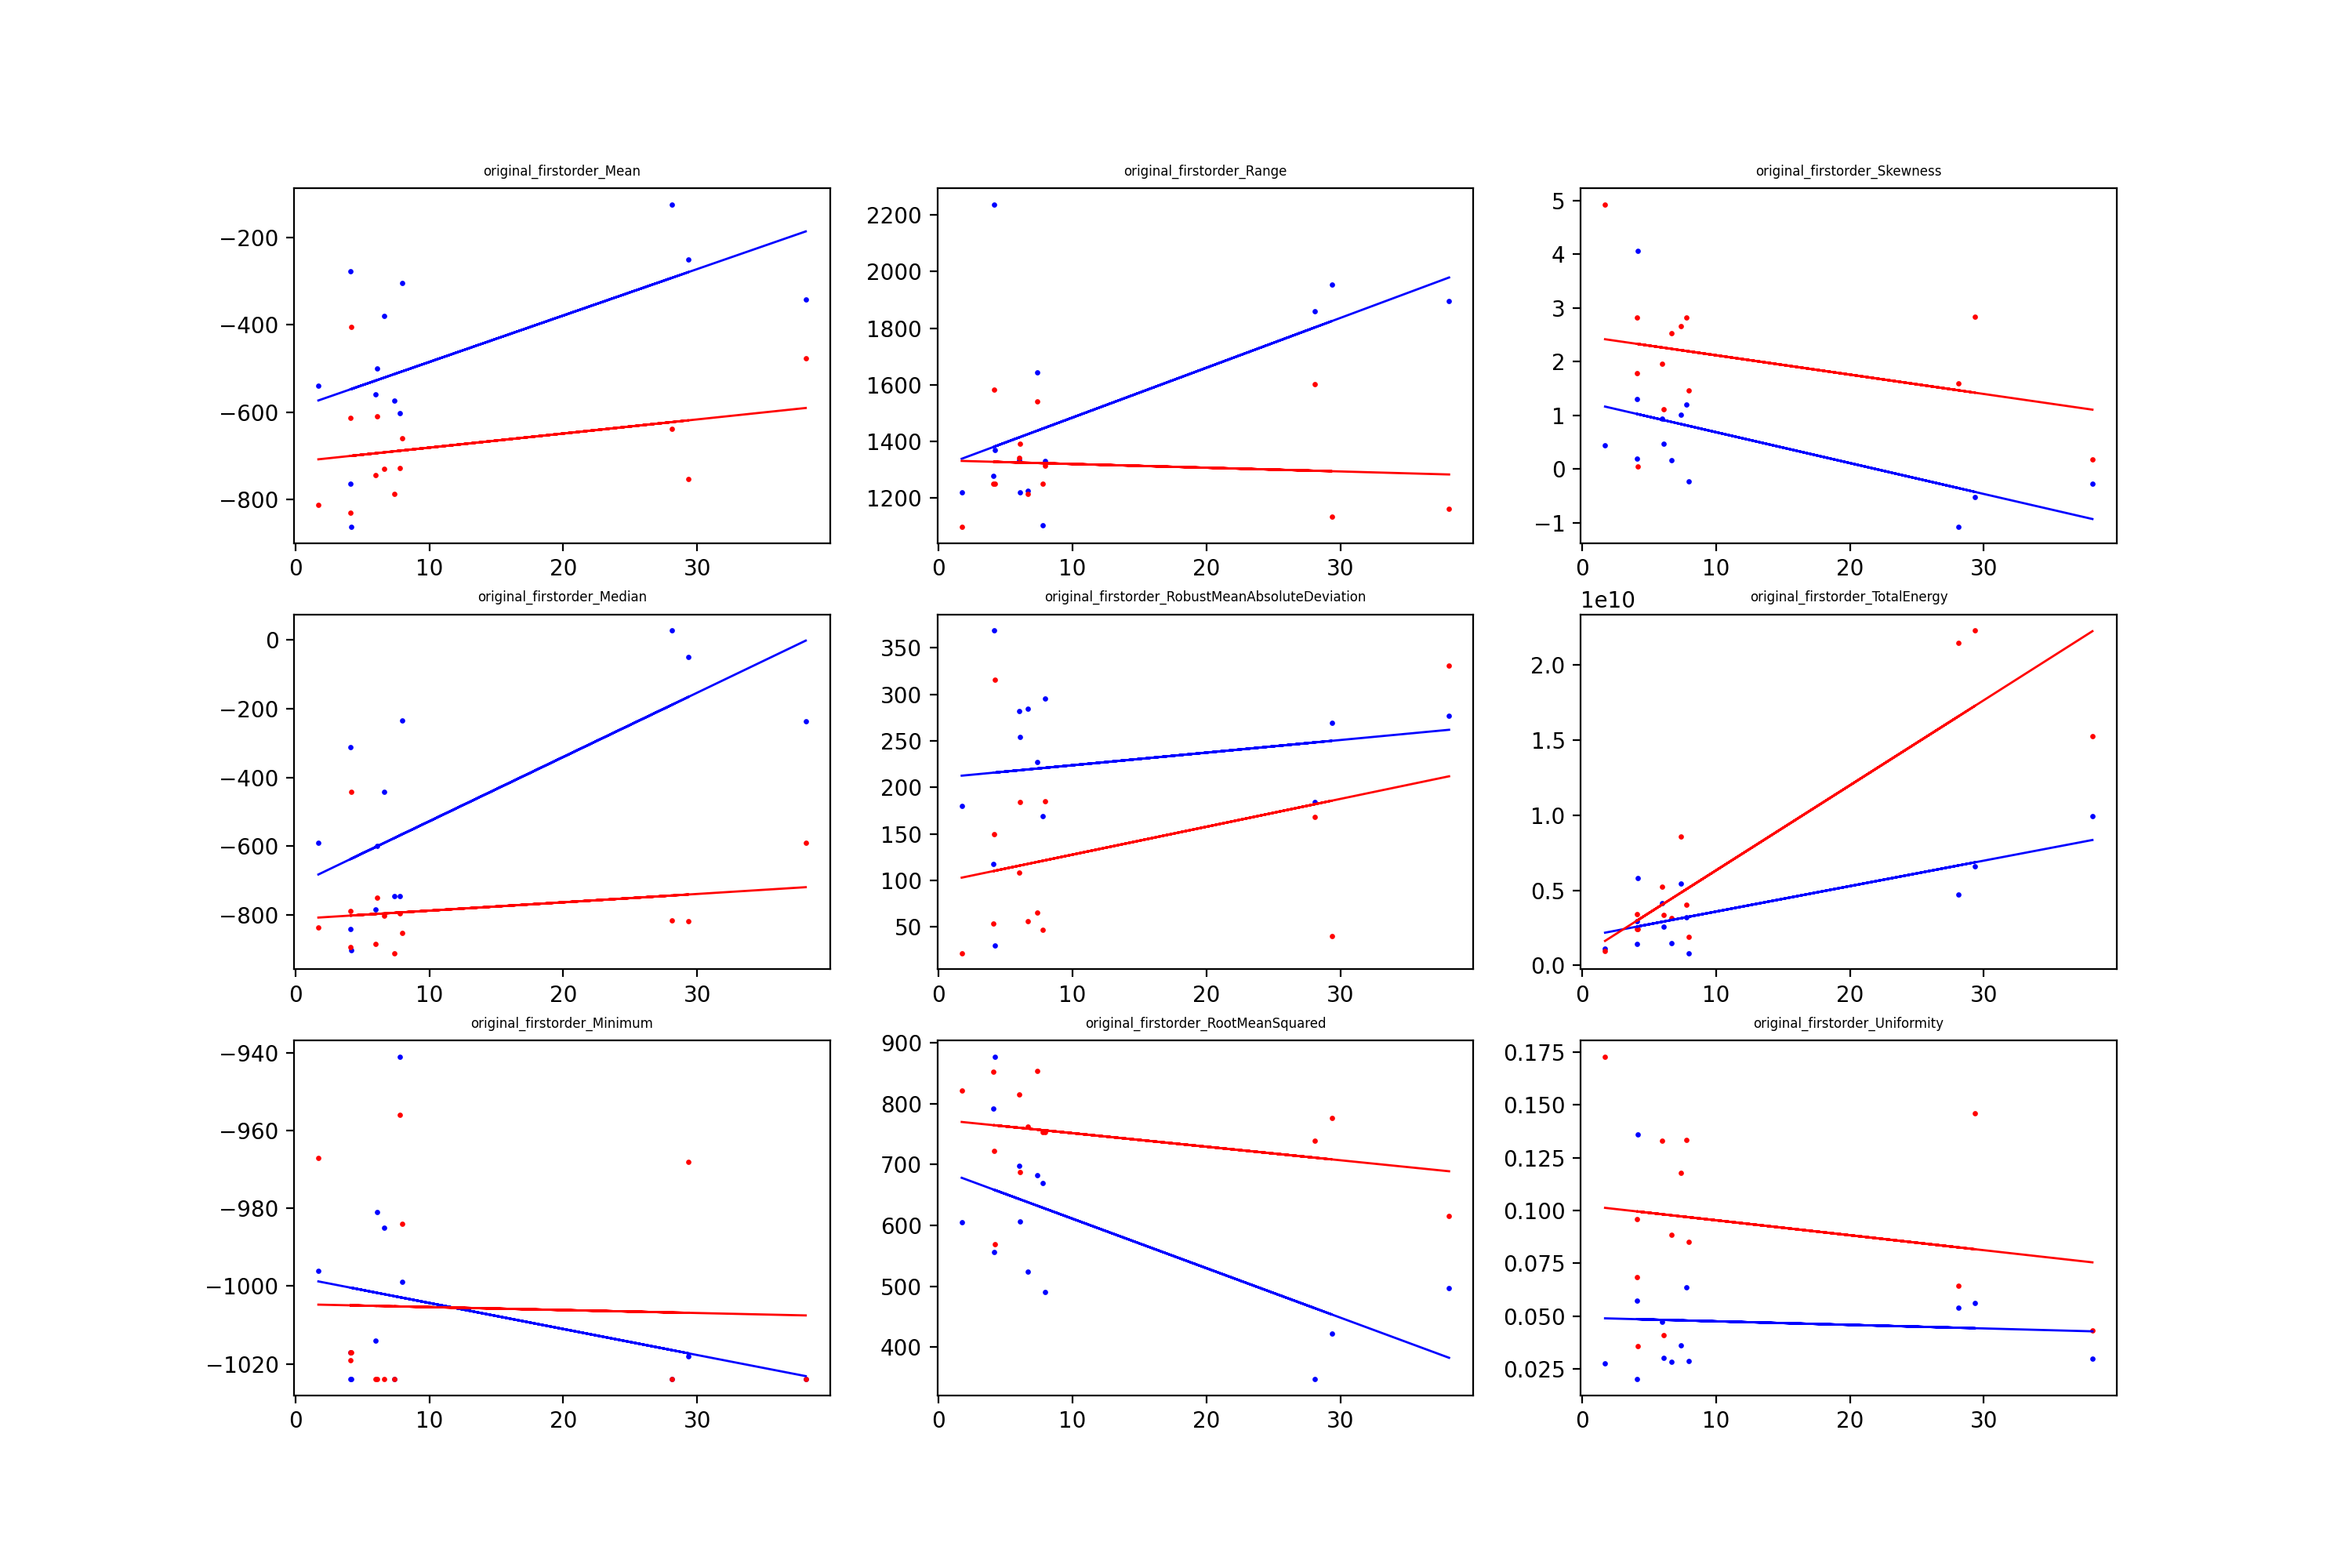 original_firstorder_Mean
−200
−400
−600
−800
0 10 20 30
original_firstorder_Range
2200
2000
1800
1600
1400
1200
0 10 20 30
original_firstorder_Skewness
5
4
3
2
1
0
−1
0 10 20 30
original_firstorder_Median
0
−200
−400
−600
−800
0 10 20 30
original_firstorder_RobustMeanAbsoluteDeviation
350
300
250
200
150
100
50
0 10 20 30
1e10
original_firstorder_TotalEnergy
2.0
1.5
1.0
0.5
0.0
0 10 20 30
original_firstorder_Minimum
−940
−960
−980
−1000
−1020
0 10 20 30
original_firstorder_RootMeanSquared
900
800
700
600
500
400
0 10 20 30
original_firstorder_Uniformity
0.175
0.150
0.125
0.100
0.075
0.050
0.025
0 10 20 30